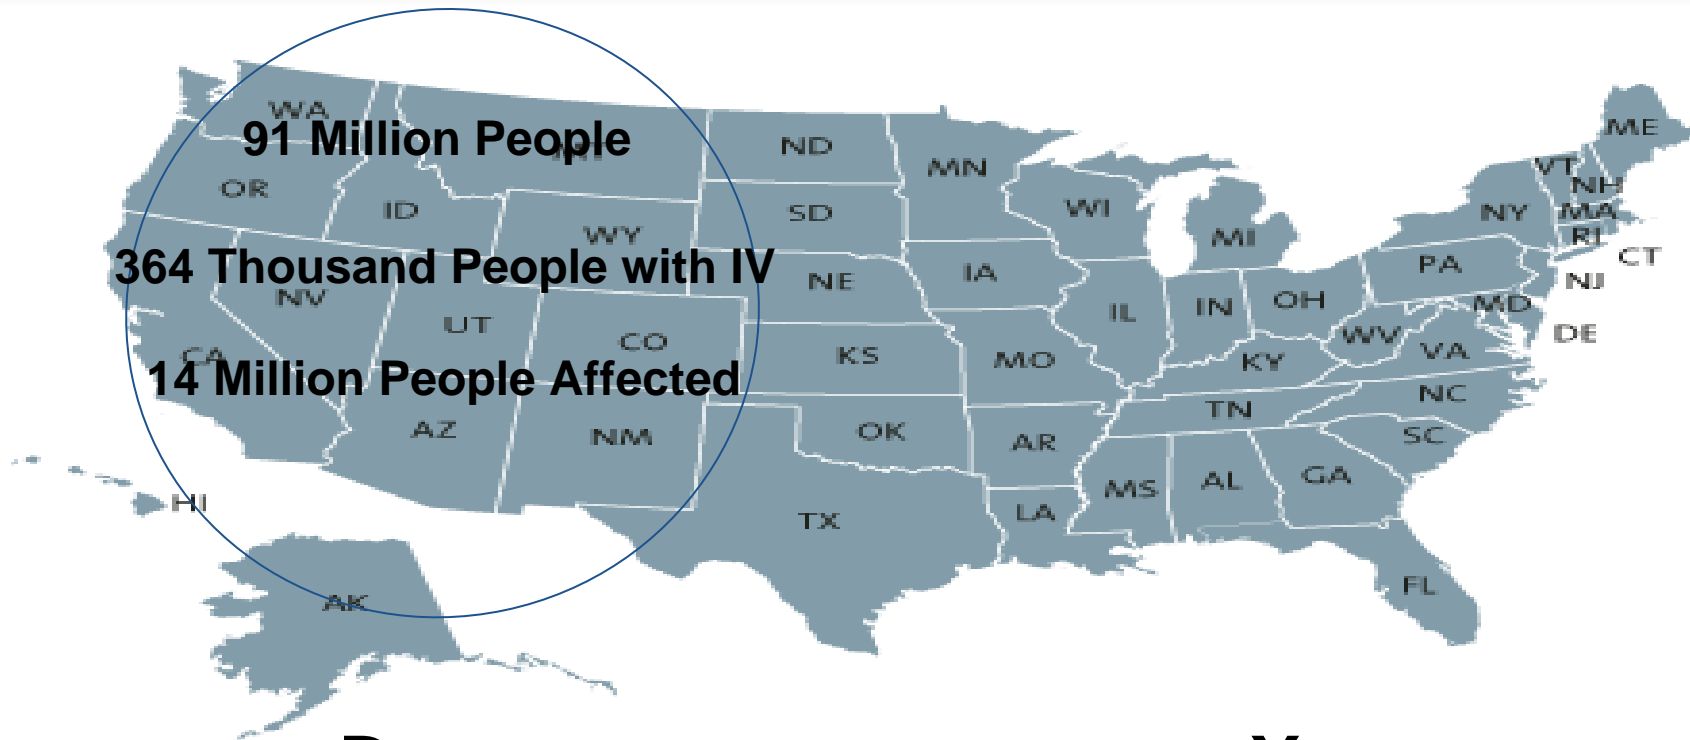 WA
91 Million People
ND
MN
ME
VT
NH
OR
ID
SD
WI
NY
MA
WY
MI
RI
CT
364 Thousand People with IV
NE
IA
PA
NJ
NV
UT
IL
IN
OH
MD
DE
CO
WV
CA
KS
MO
KY
VA
14 Million People Affected
NC
TN
AZ
NM
OK
AR
SC
MS
AL
GA
HI
TX
LA
FL
AK